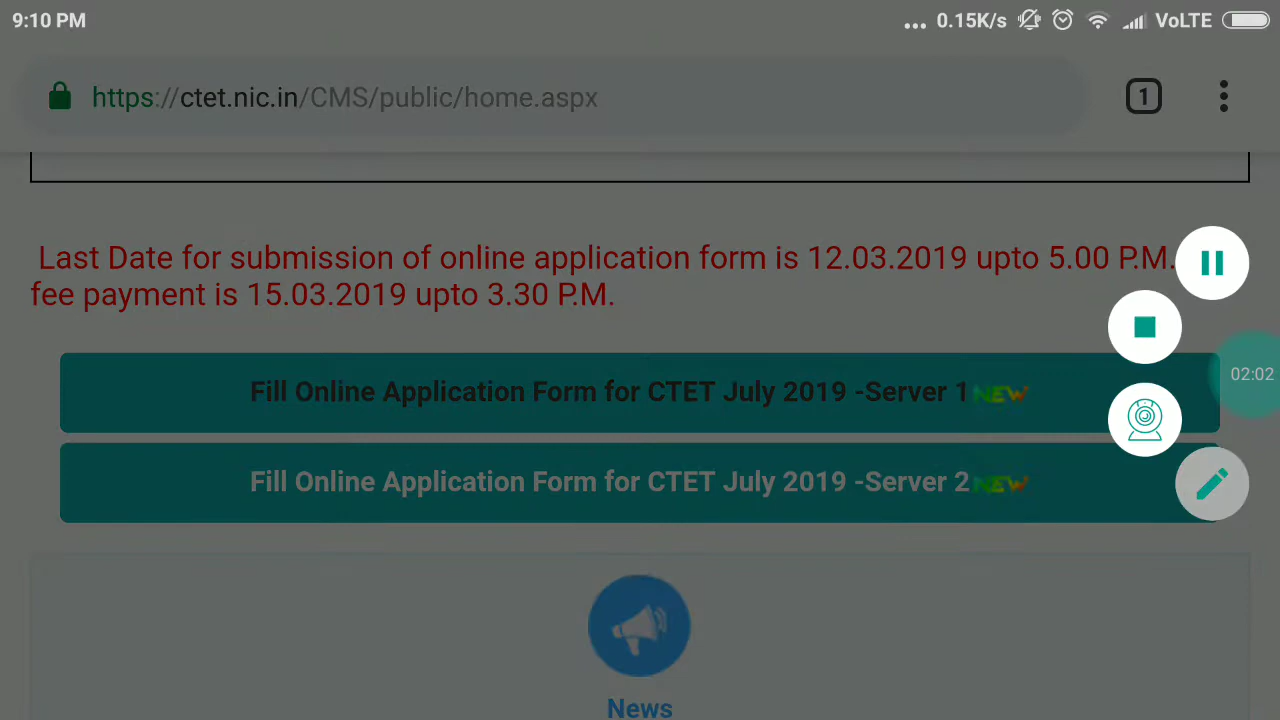 9:10 PM
... 0.15K/s VoLTE
https://ctet.nic.in/CMS/public/home.aspx
1
Last Date for submission of online application form is 12.03.2019 upto 5.00 P.M.
fee payment is 15.03.2019 upto 3.30 P.M.
Fill Online Application Form for CTET July 2019 -Server 1 NEW
02:02
Fill Online Application Form for CTET July 2019 -Server 2 NEW
News